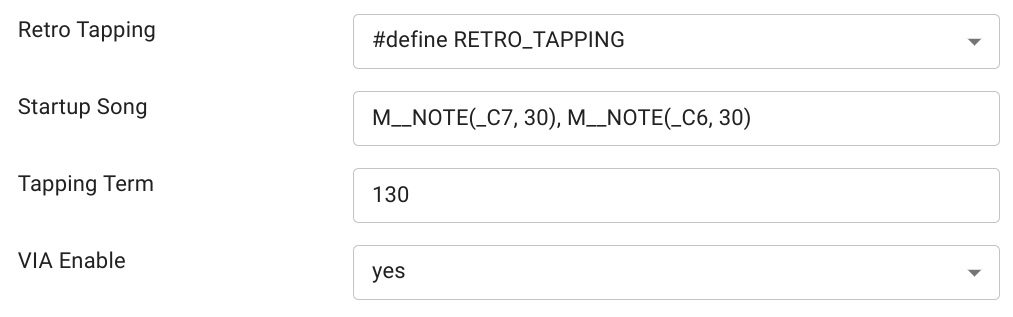 Retro Tapping
#define RETRO_TAPPING
Startup Song
M__NOTE(_C7, 30), M__NOTE(_C6, 30)
Tapping Term
130
VIA Enable
yes